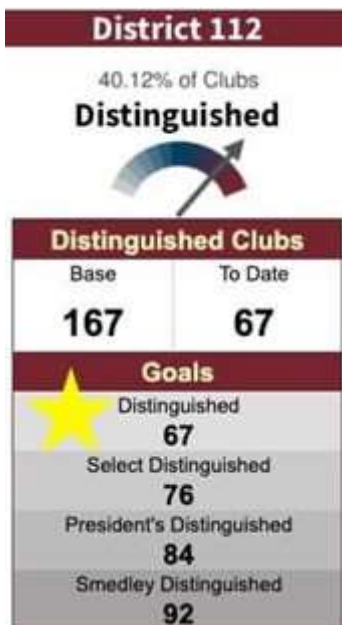 District 112
40.12% of Clubs
Distinguished
Distinguished Clubs
Base To Date
167 67
Goals
Distinguished
67
Select Distinguished
76
President's Distinguished
84
Smedley Distinguished
92